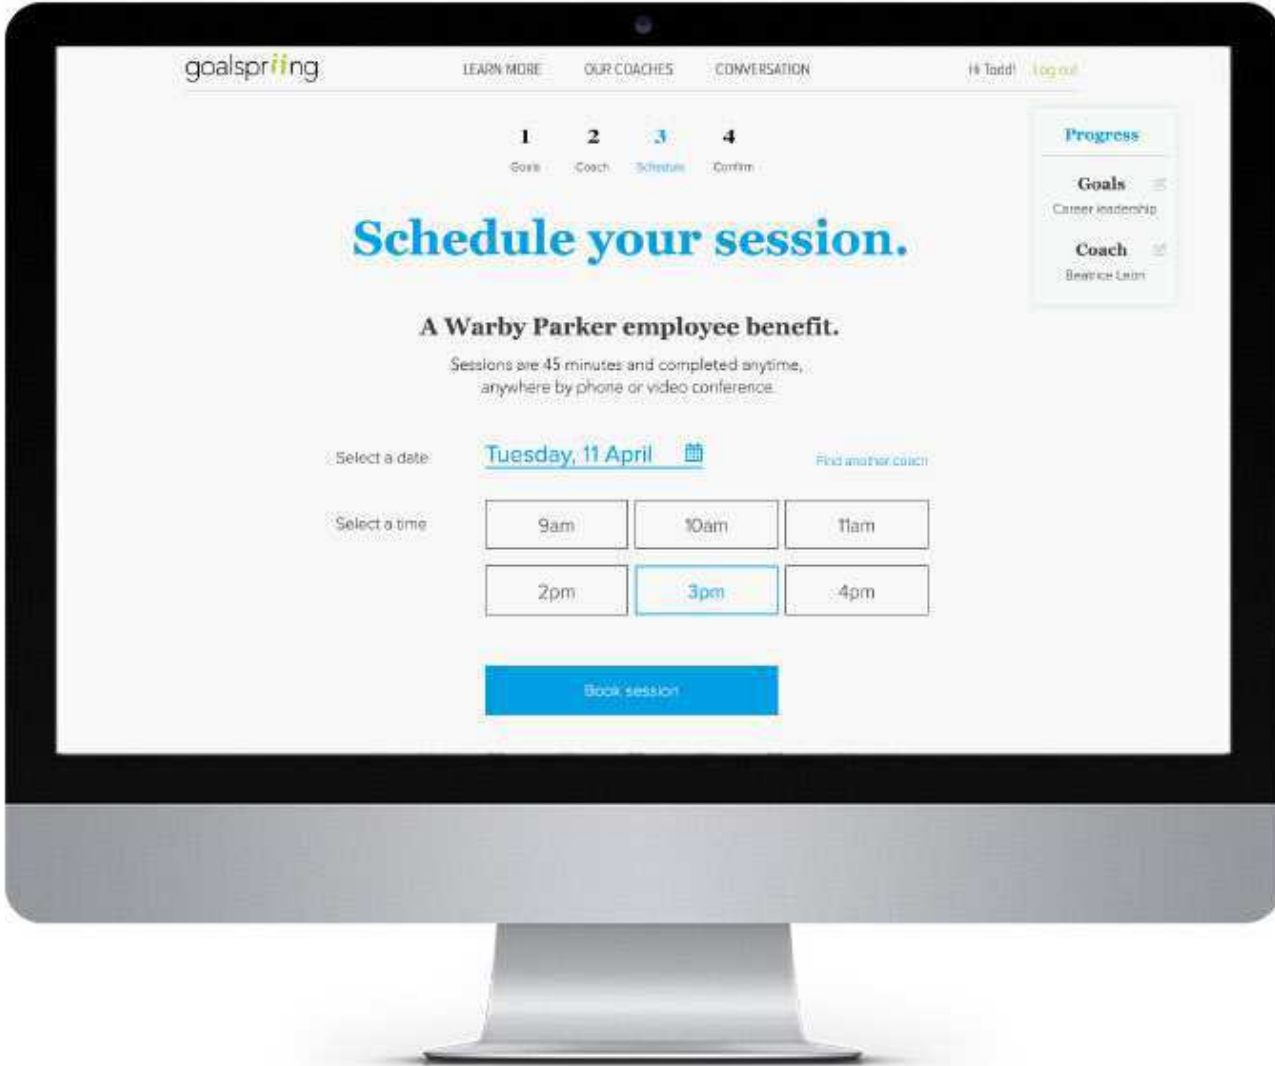 goalspriing
LEARN MORE OUR COACHES CONVERSATION
Hi Todd! Log out
1 2 3 4
Goals Coach Schedule Confirm
Progress
Goals
Career leadership
Coach
Beatrice Leon
Schedule your session.
A Warby Parker employee benefit.
Sessions are 45 minutes and completed anytime,
anywhere by phone or video conference.
Select a date Tuesday, 11 April Find another coach
Select a time 9am 10am 11am
2pm 3pm 4pm
Book session